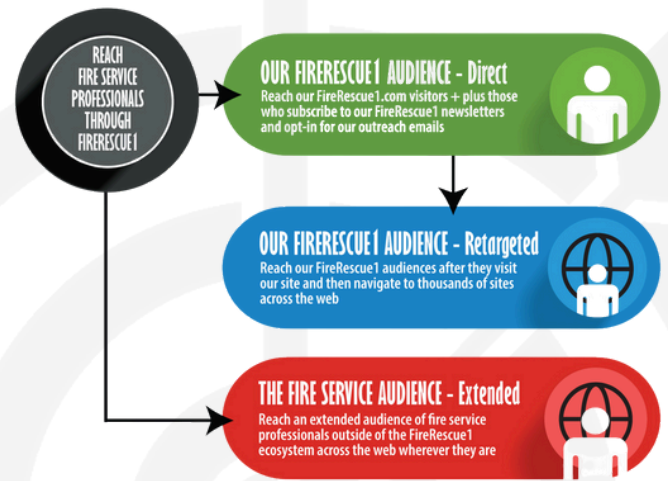 REACH
FIRE SERVICE
PROFESSIONALS
THROUGH
FIRERESCUE1
OUR FIRERESCUE1 AUDIENCE - Direct
Reach our FireRescue1.com visitors + plus those
who subscribe to our FireRescue1 newsletters
and opt-in for our outreach emails
OUR FIRERESCUE1 AUDIENCE - Retargeted
Reach our FireRescue1 audiences after they visit
our site and then navigate to thousands of sites
across the web
THE FIRE SERVICE AUDIENCE - Extended
Reach an extended audience of fire service
professionals outside of the FireRescue1
ecosystem across the web wherever they are